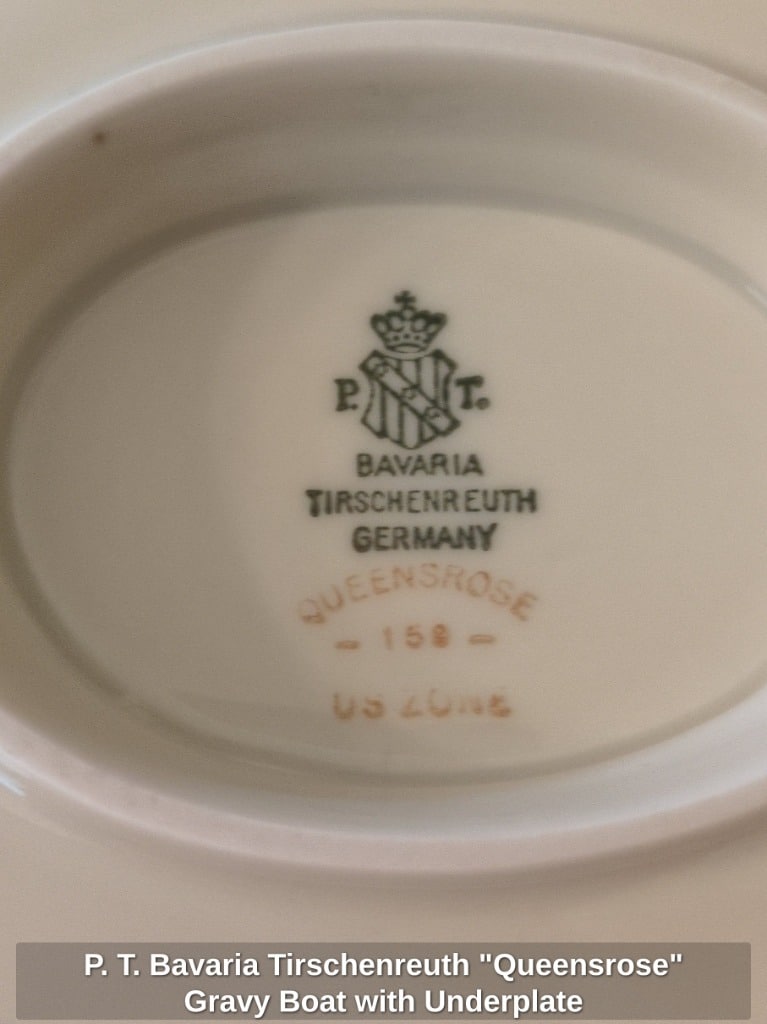 P. T.
BAVARIA
TIRSCHENREUTH
GERMANY
QUEENSROSE
- 158 -
US ZONE
P. T. Bavaria Tirschenreuth "Queensrose"
Gravy Boat with Underplate